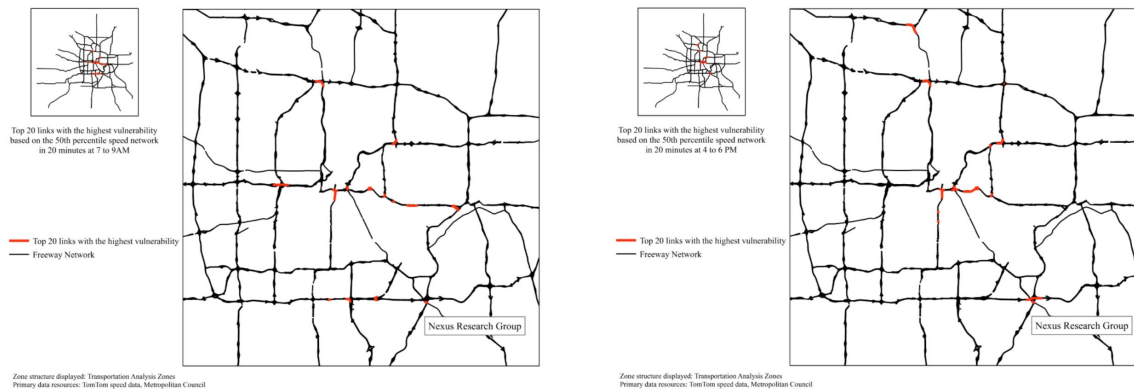 Top 20 links with the highest vulnerability
based on the 50th percentile speed network
in 20 minutes at 7 to 9AM
Top 20 links with the highest vulnerability
Freeway Network
Nexus Research Group
Zone structure displayed: Transportation Analysis Zones
Primary data resources: TomTom speed data, Metropolitan Council
Top 20 links with the highest vulnerability
based on the 50th percentile speed network
in 20 minutes at 4 to 6 PM
Top 20 links with the highest vulnerability
Freeway Network
Nexus Research Group
Zone structure displayed: Transportation Analysis Zones
Primary data resources: TomTom speed data, Metropolitan Council